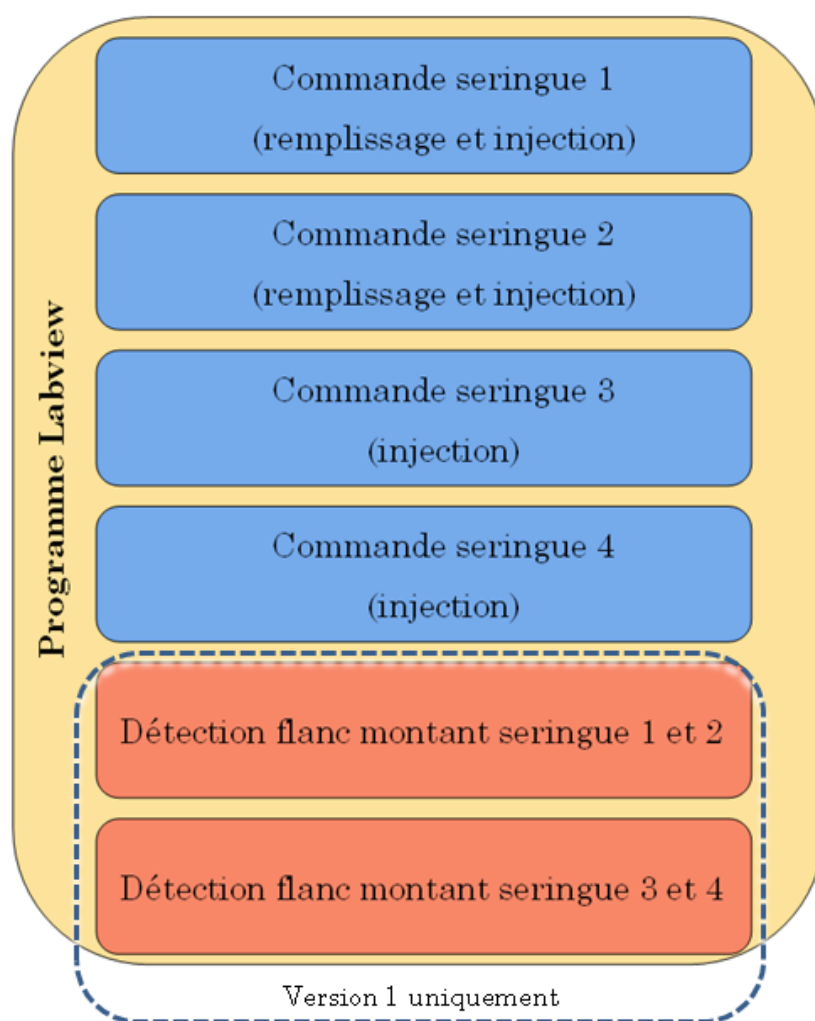 Programme Labview
Commande seringue 1
(remplissage et injection)
Commande seringue 2
(remplissage et injection)
Commande seringue 3
(injection)
Commande seringue 4
(injection)
Détection flanc montant seringue 1 et 2
Détection flanc montant seringue 3 et 4
Version 1 uniquement